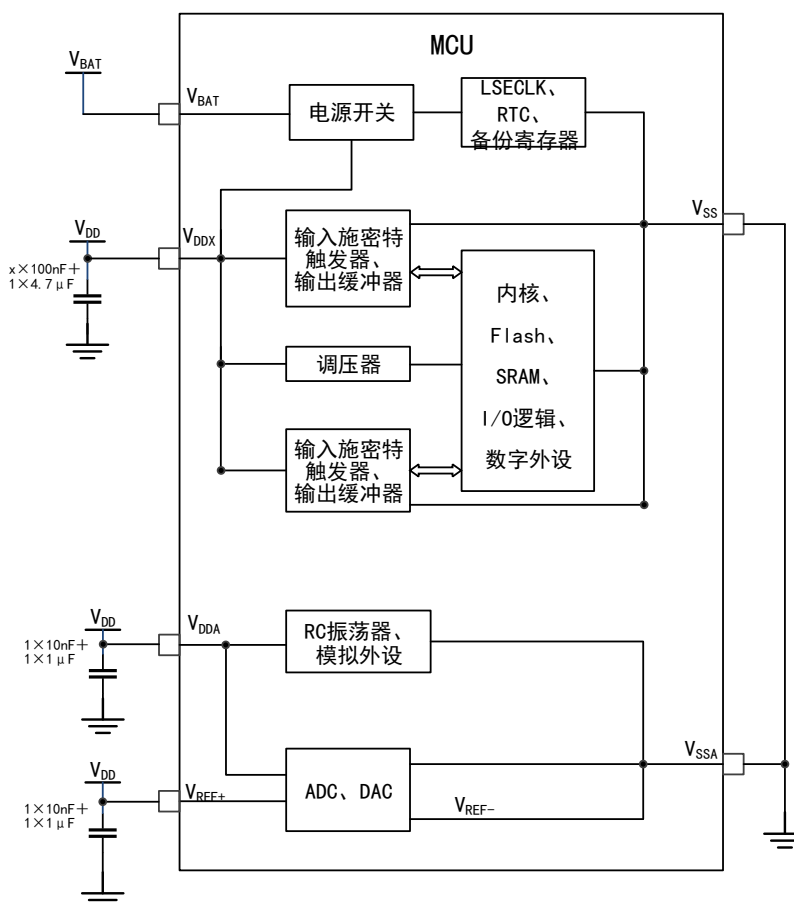 MCU
VBAT
VBAT
电源开关
LSECLK、
RTC、
备份寄存器
VDD
VDDX
x×100nF+
1×4.7μF
输入施密特
触发器、
输出缓冲器
VSS
内核、
Flash、
SRAM、
I/O逻辑、
数字外设
调压器
输入施密特
触发器、
输出缓冲器
VDD
VDDA
1×10nF+
1×1μF
RC振荡器、
模拟外设
VSSA
VDD
VREF+
1×10nF+
1×1μF
ADC、DAC
VREF-